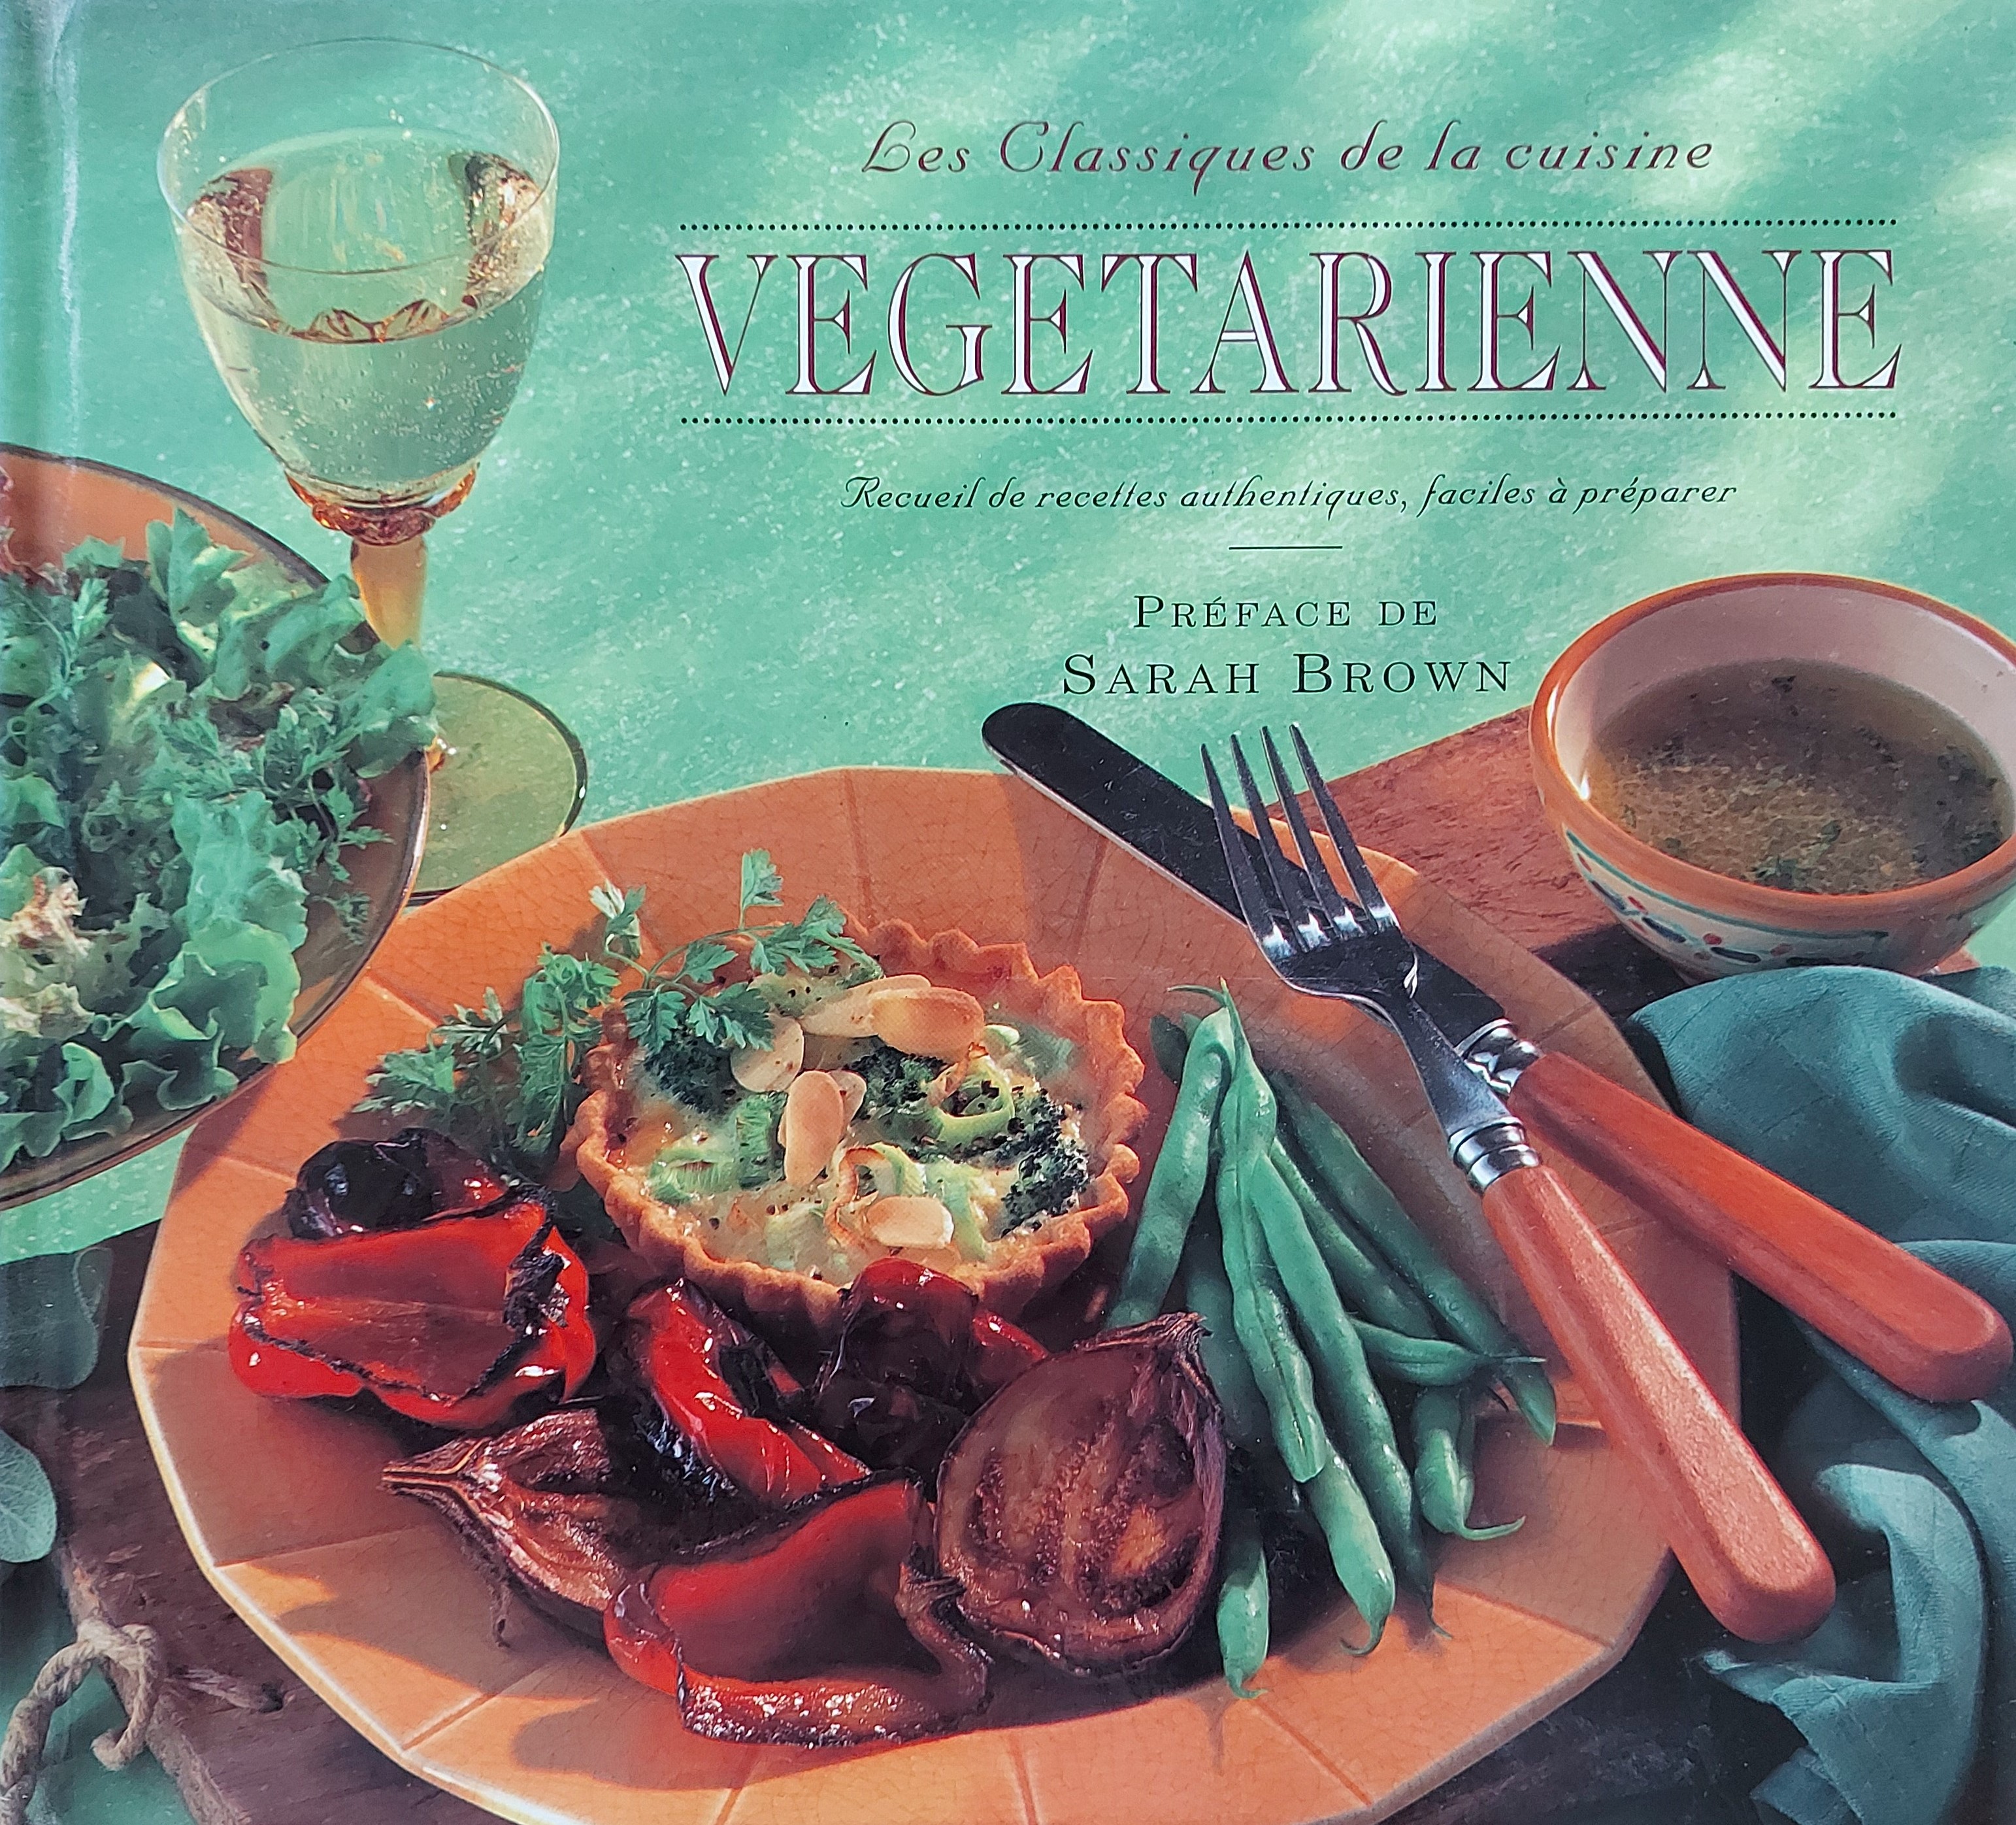 Les Classiques de la cuisine
VEGETARIENNE
Recueil de recettes authentiques, faciles à préparer
PRÉFACE DE
SARAH BROWN